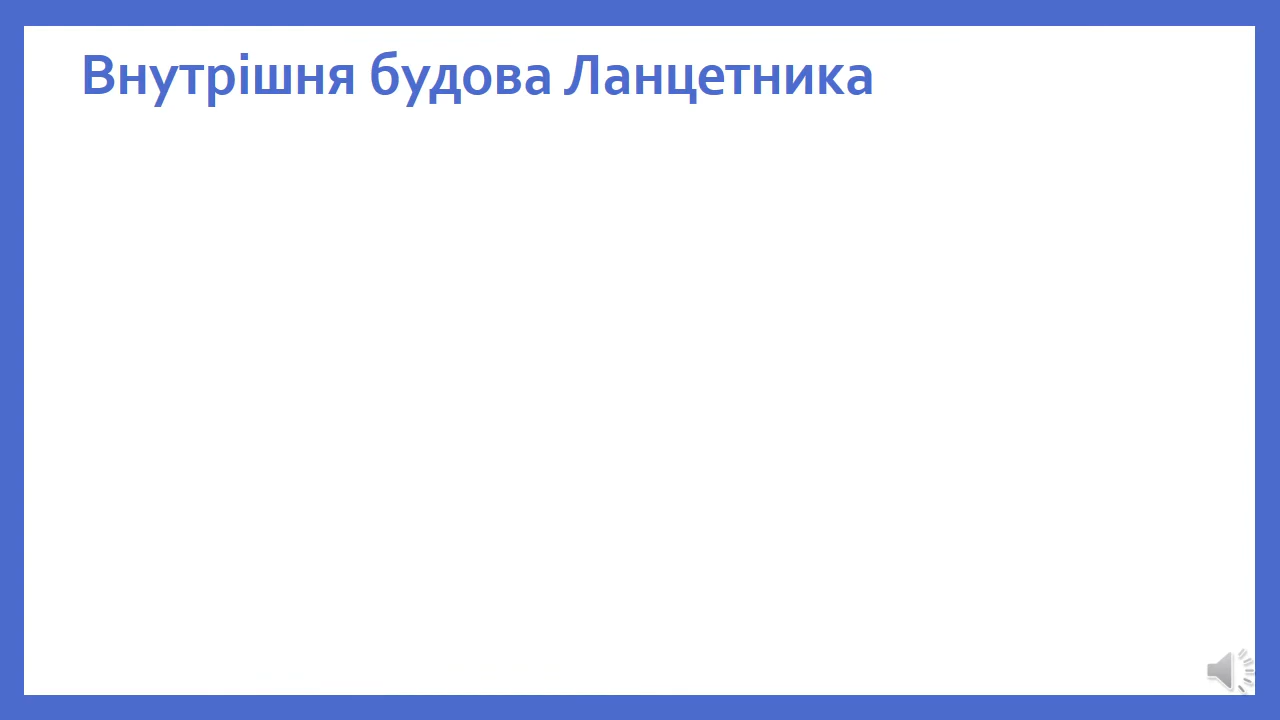 Внутрішня будова Ланцетника